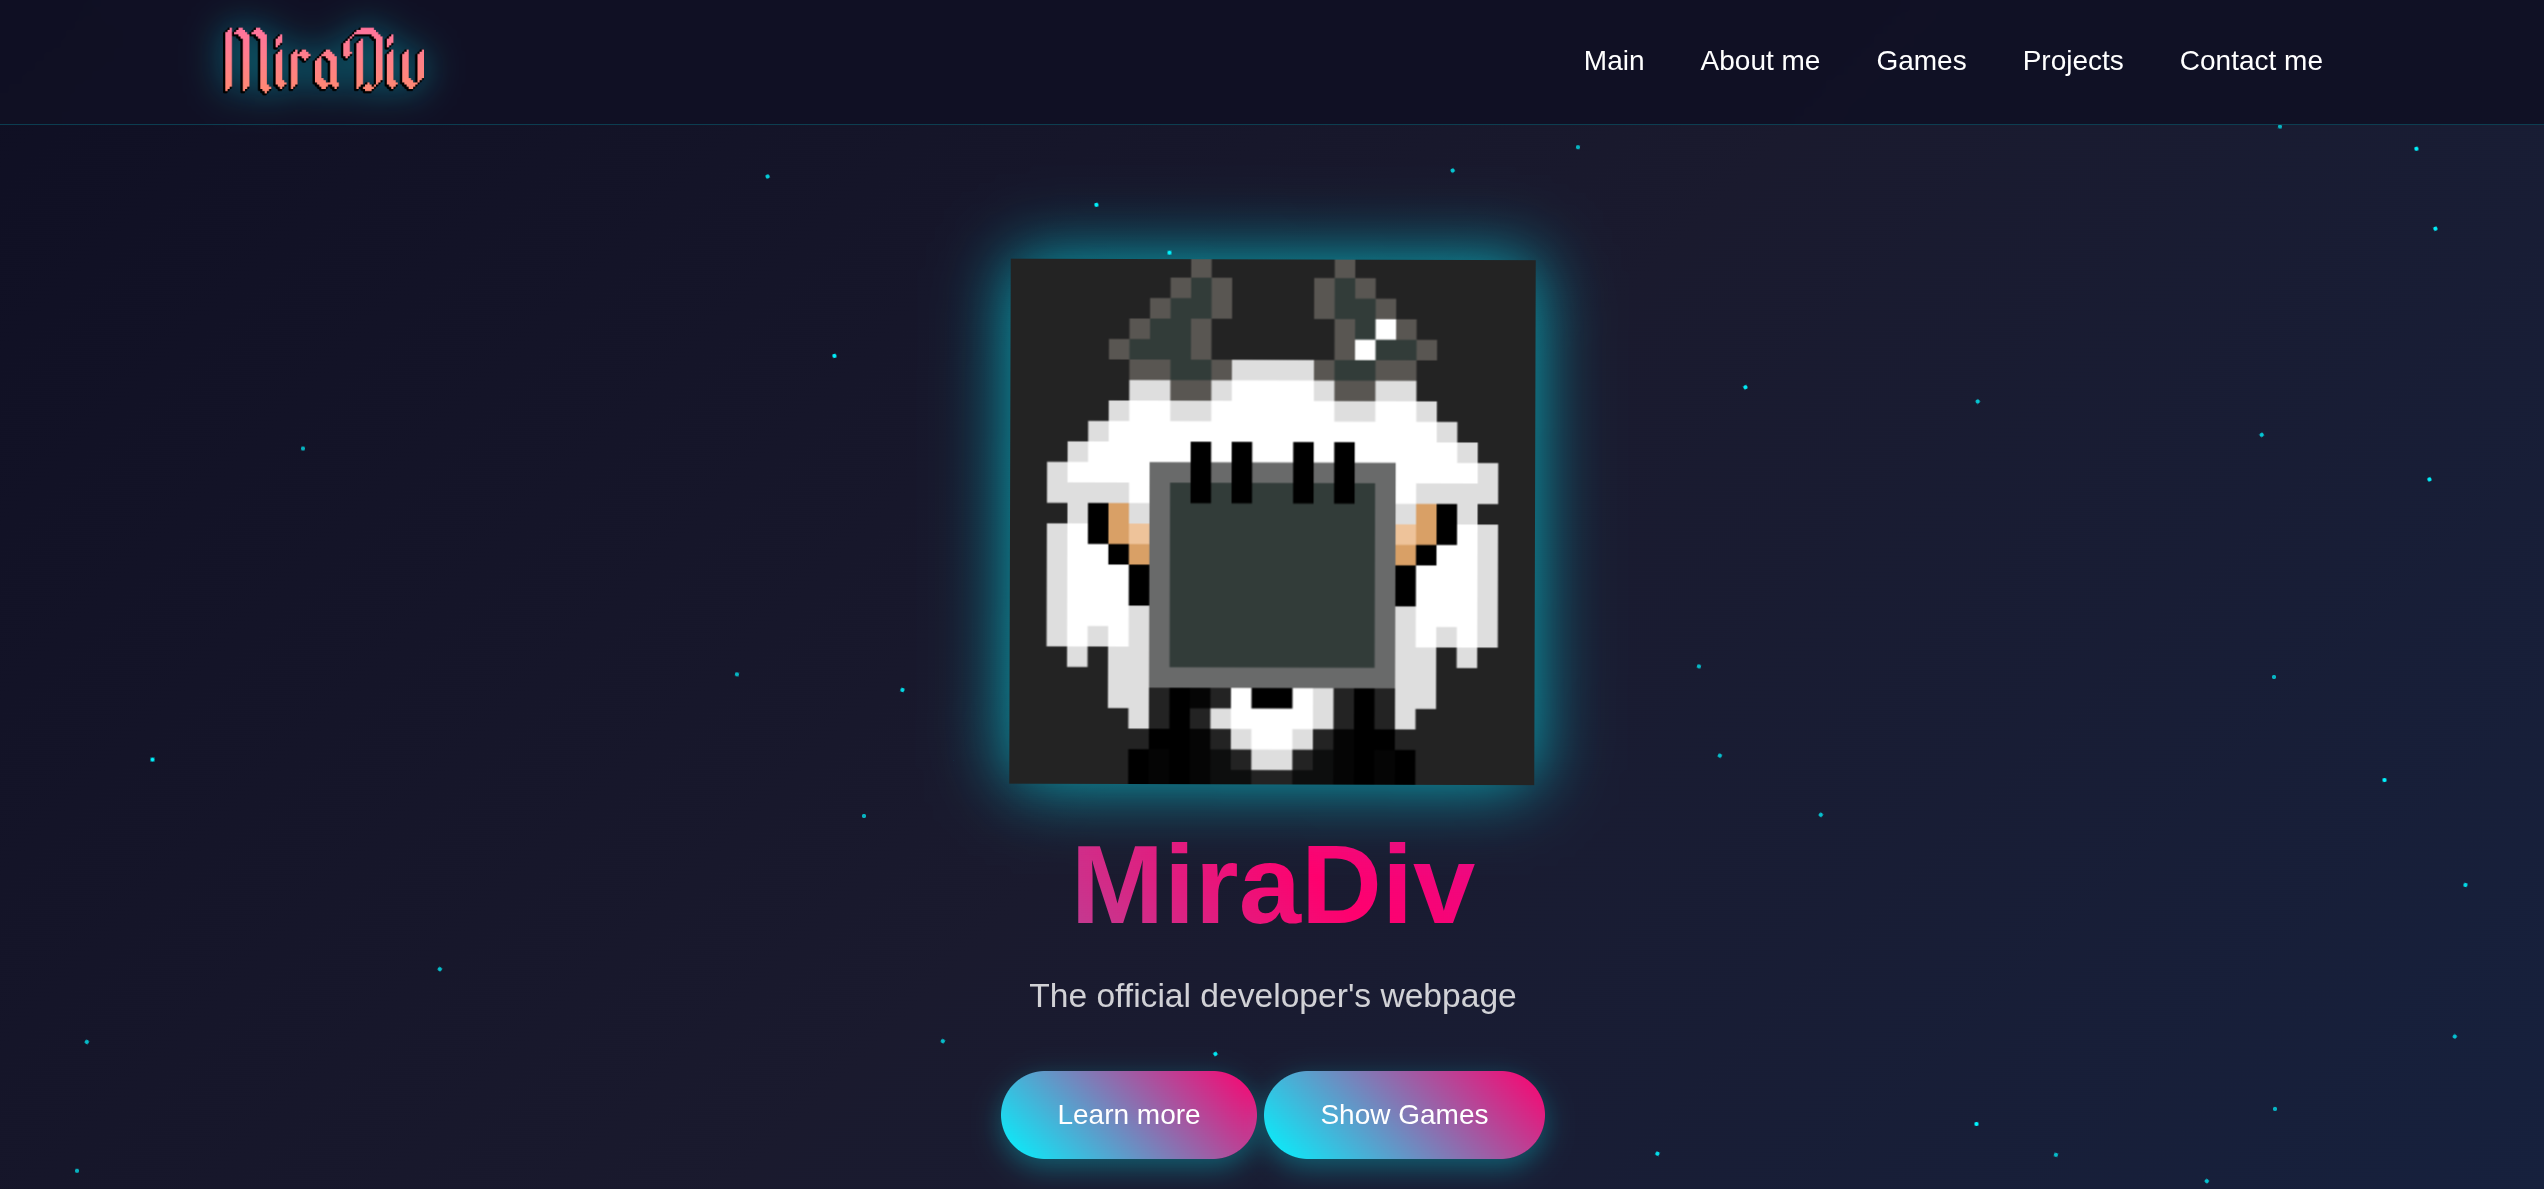 MiraDiv
Main About me Games Projects Contact me
MiraDiv
The official developer's webpage
Learn more Show Games